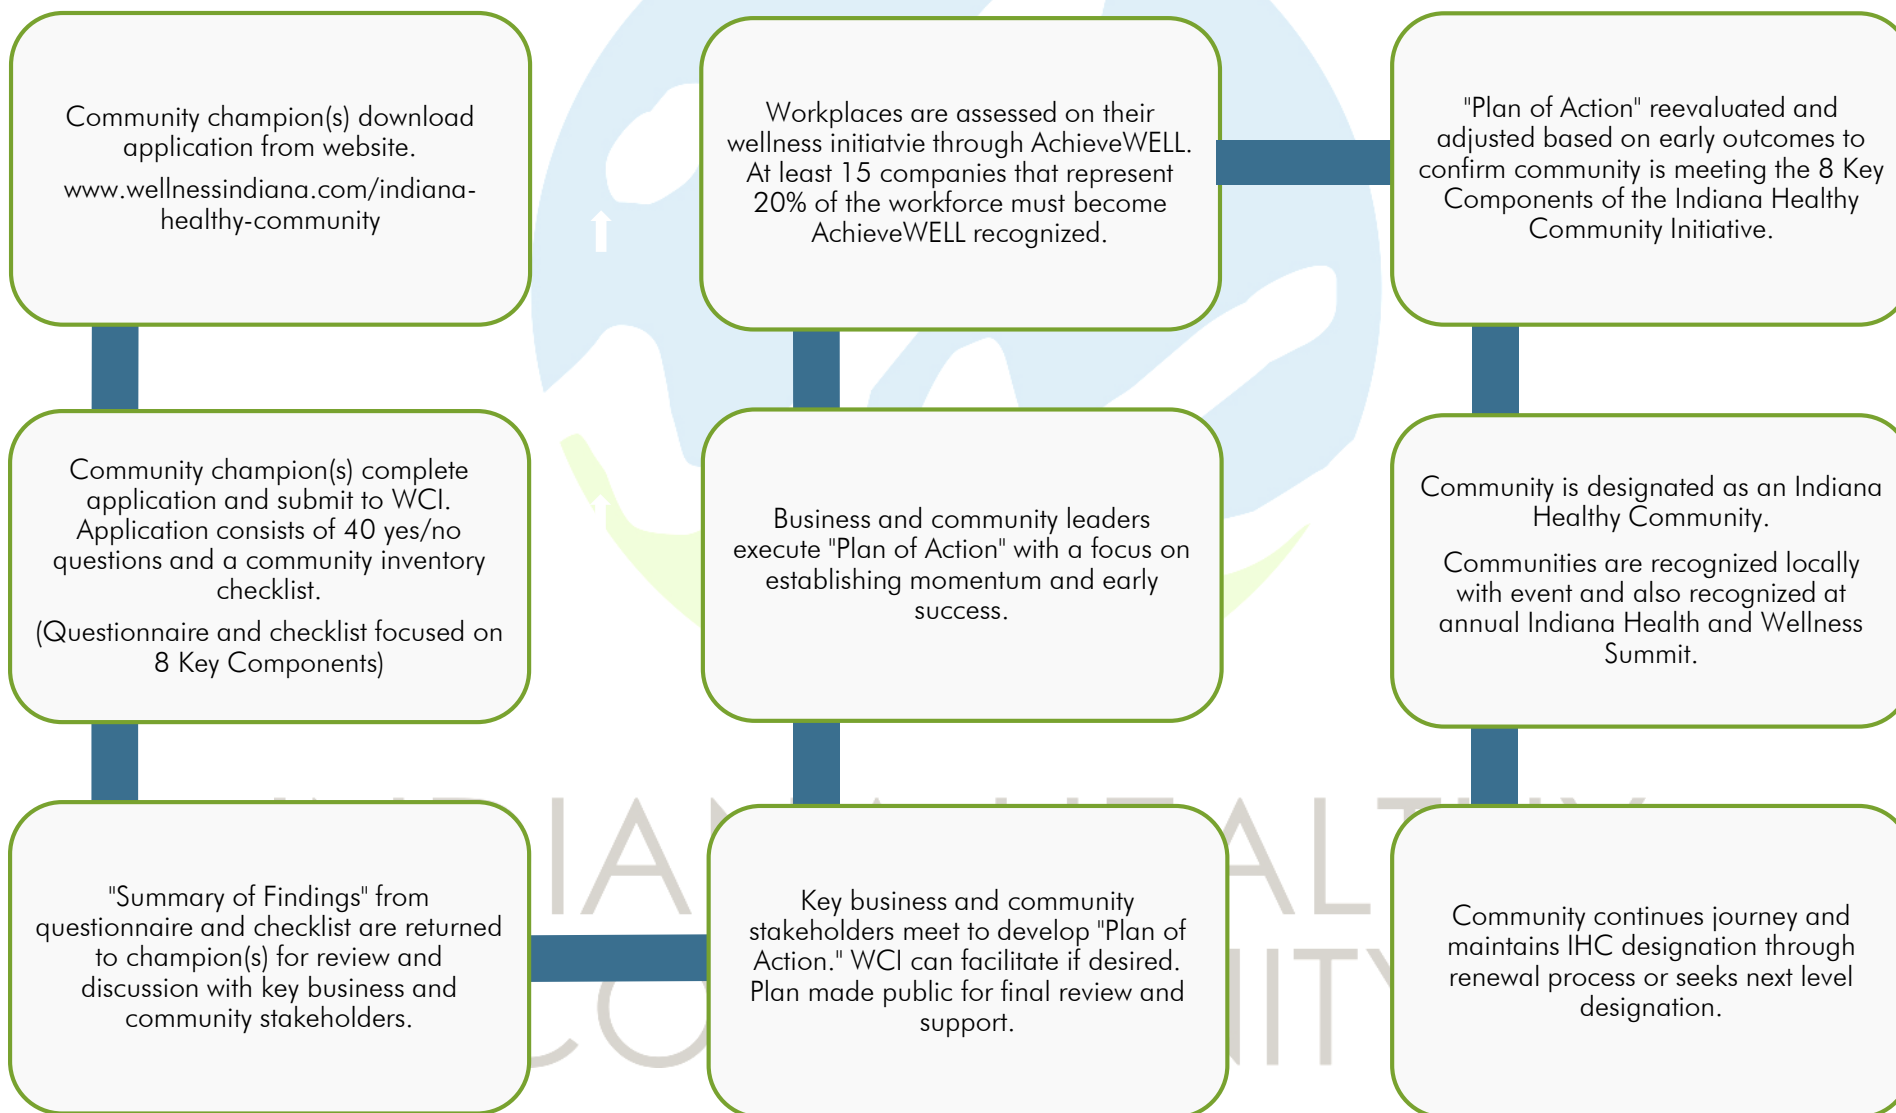 Community champion(s) download
application from website.
www.wellnessindiana.com/indiana-
healthy-community
Community champion(s) complete
application and submit to WCI.
Application consists of 40 yes/no
questions and a community inventory
checklist.
(Questionnaire and checklist focused on
8 Key Components)
"Summary of Findings" from
questionnaire and checklist are returned
to champion(s) for review and
discussion with key business and
community stakeholders.
Key business and community
stakeholders meet to develop "Plan of
Action." WCI can facilitate if desired.
Plan made public for final review and
support.
Business and community leaders
execute "Plan of Action" with a focus on
establishing momentum and early
success.
Workplaces are assessed on their
wellness initiatvie through AchieveWELL.
At least 15 companies that represent
20% of the workforce must become
AchieveWELL recognized.
"Plan of Action" reevaluated and
adjusted based on early outcomes to
confirm community is meeting the 8 Key
Components of the Indiana Healthy
Community Initiative.
Community is designated as an Indiana
Healthy Community.
Communities are recognized locally
with event and also recognized at
annual Indiana Health and Wellness
Summit.
Community continues journey and
maintains IHC designation through
renewal process or seeks next level
designation.